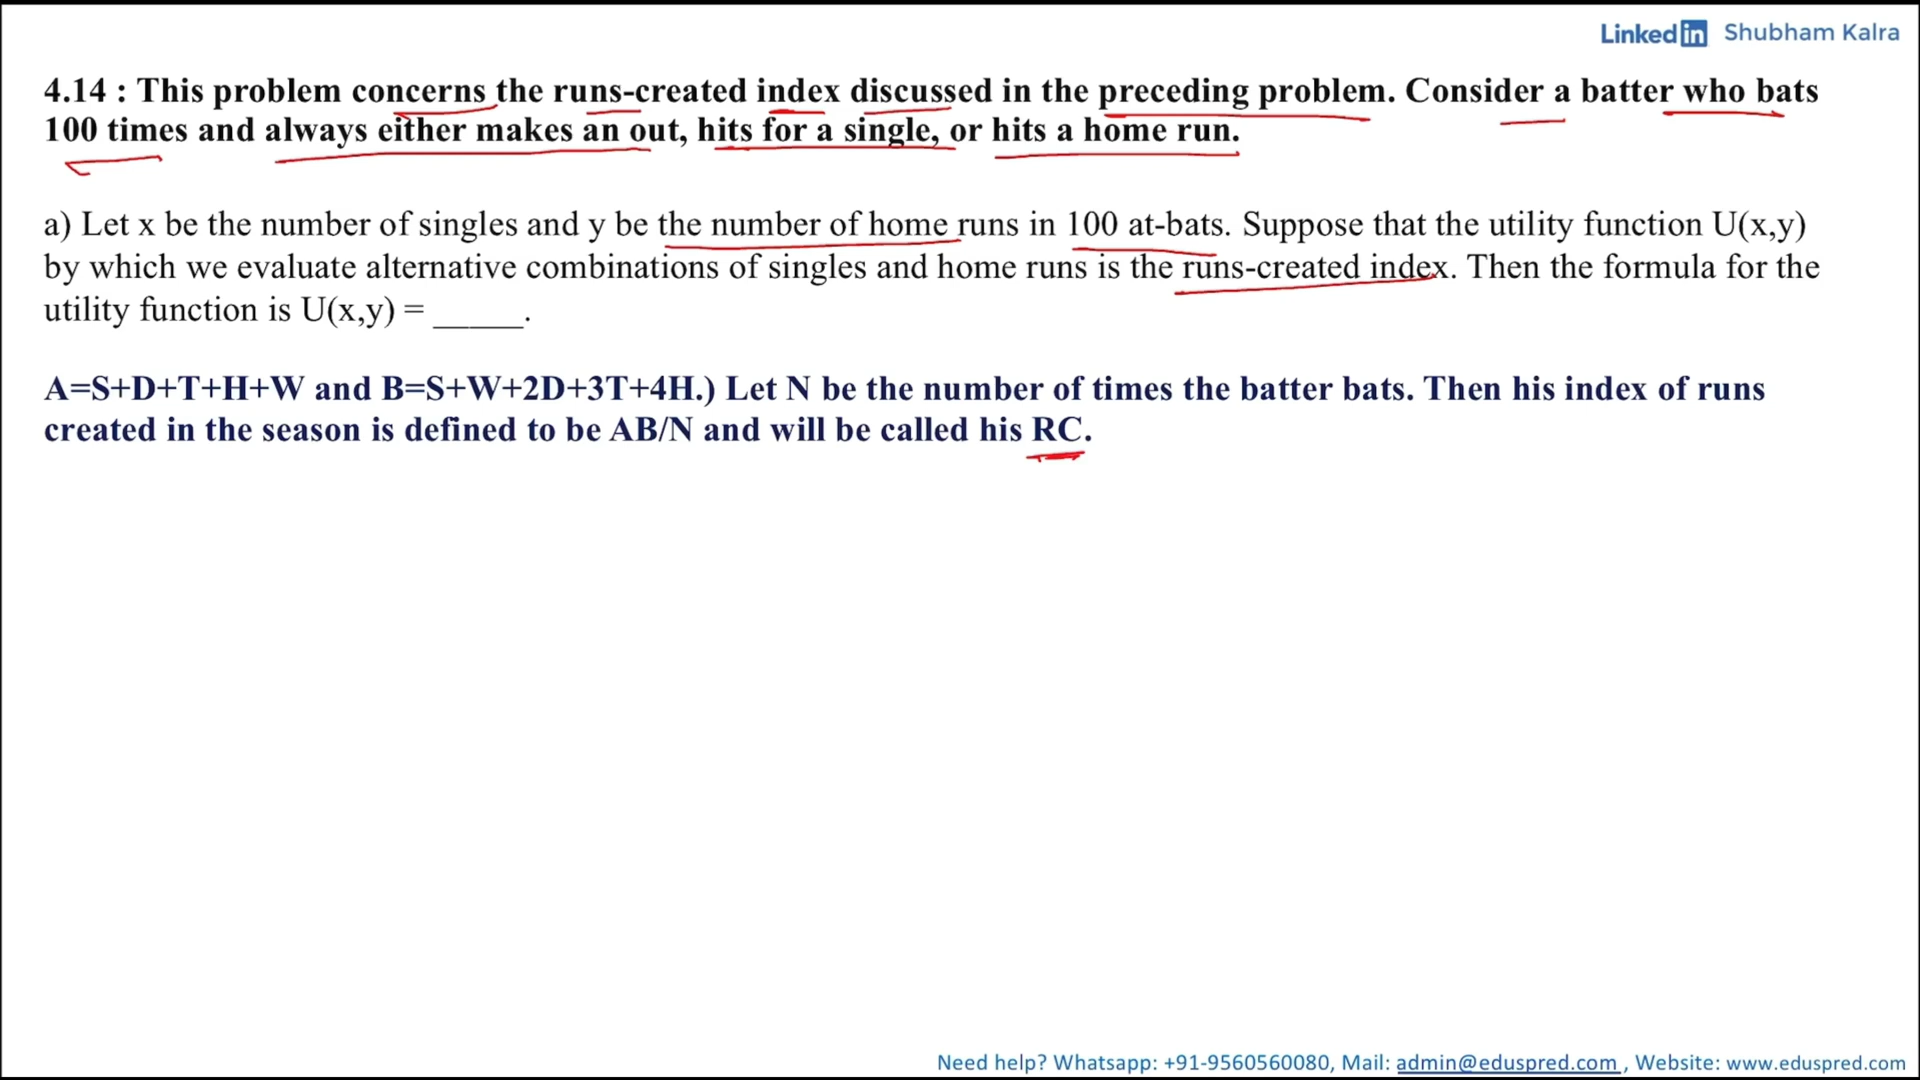 Linked in Shubham Kalra
4.14 : This problem concerns the runs-created index discussed in the preceding problem. Consider a batter who bats
100 times and always either makes an out, hits for a single, or hits a home run.
a) Let x be the number of singles and y be the number of home runs in 100 at-bats. Suppose that the utility function U(x,y)
by which we evaluate alternative combinations of singles and home runs is the runs-created index. Then the formula for the
utility function is U(x,y) = _____.
A=S+D+T+H+W and B=S+W+2D+3T+4H.) Let N be the number of times the batter bats. Then his index of runs
created in the season is defined to be AB/N and will be called his RC.
Need help? Whatsapp: +91-9560560080, Mail: admin@eduspred.com , Website: www.eduspred.com